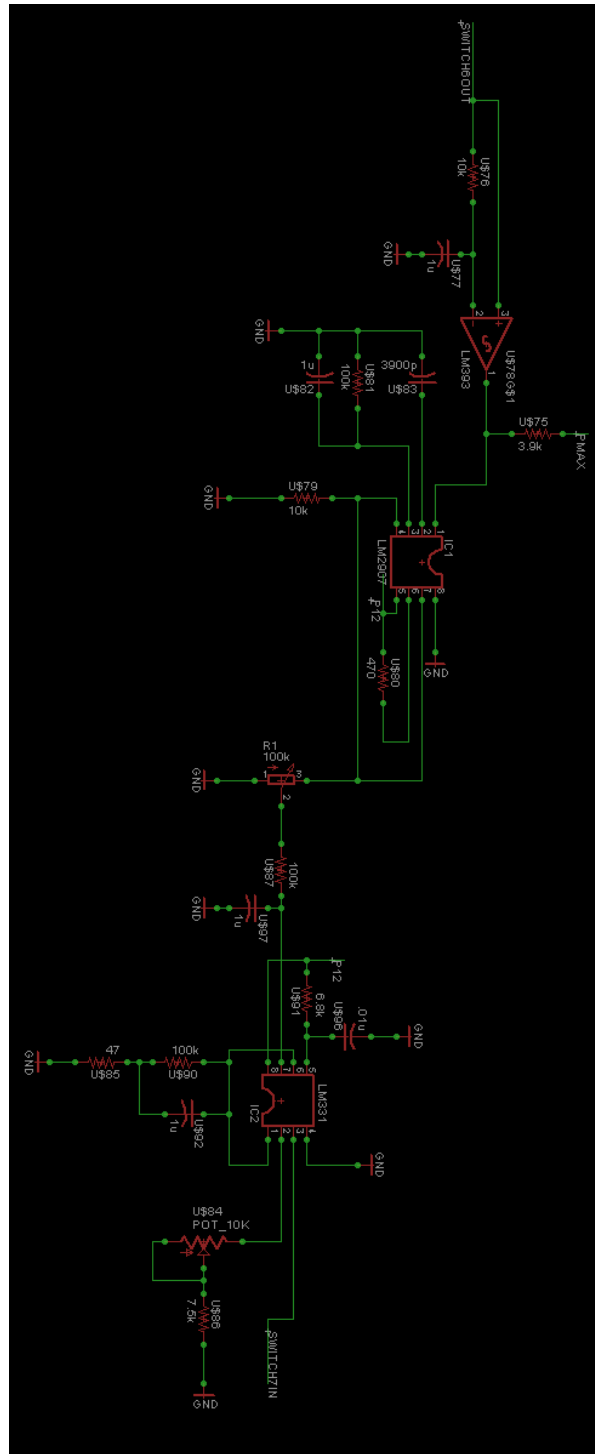 SWITCH6OUT
U$76
10k
GND
1u
U$77
GND
1u
U$82
100k
U$81
3900p
U$83
2
3
LM393
1
U$78G$1
U$75
3.9k
PMAX
U$79
10k
GND
4
3
2
1
LM2907
IC1
5
6
7
8
P12
470
U$80
GND
R1
100k
1
3
2
GND
U$87
100k
GND
1u
U$97
P12
U$91
6.8k
U$96
.01u
GND
GND
47
U$85
100k
U$90
1u
U$92
8
7
6
5
IC2
LM331
1
2
3
4
GND
U$84
POT_10K
7.5k
U$86
GND
SWITCH7IN